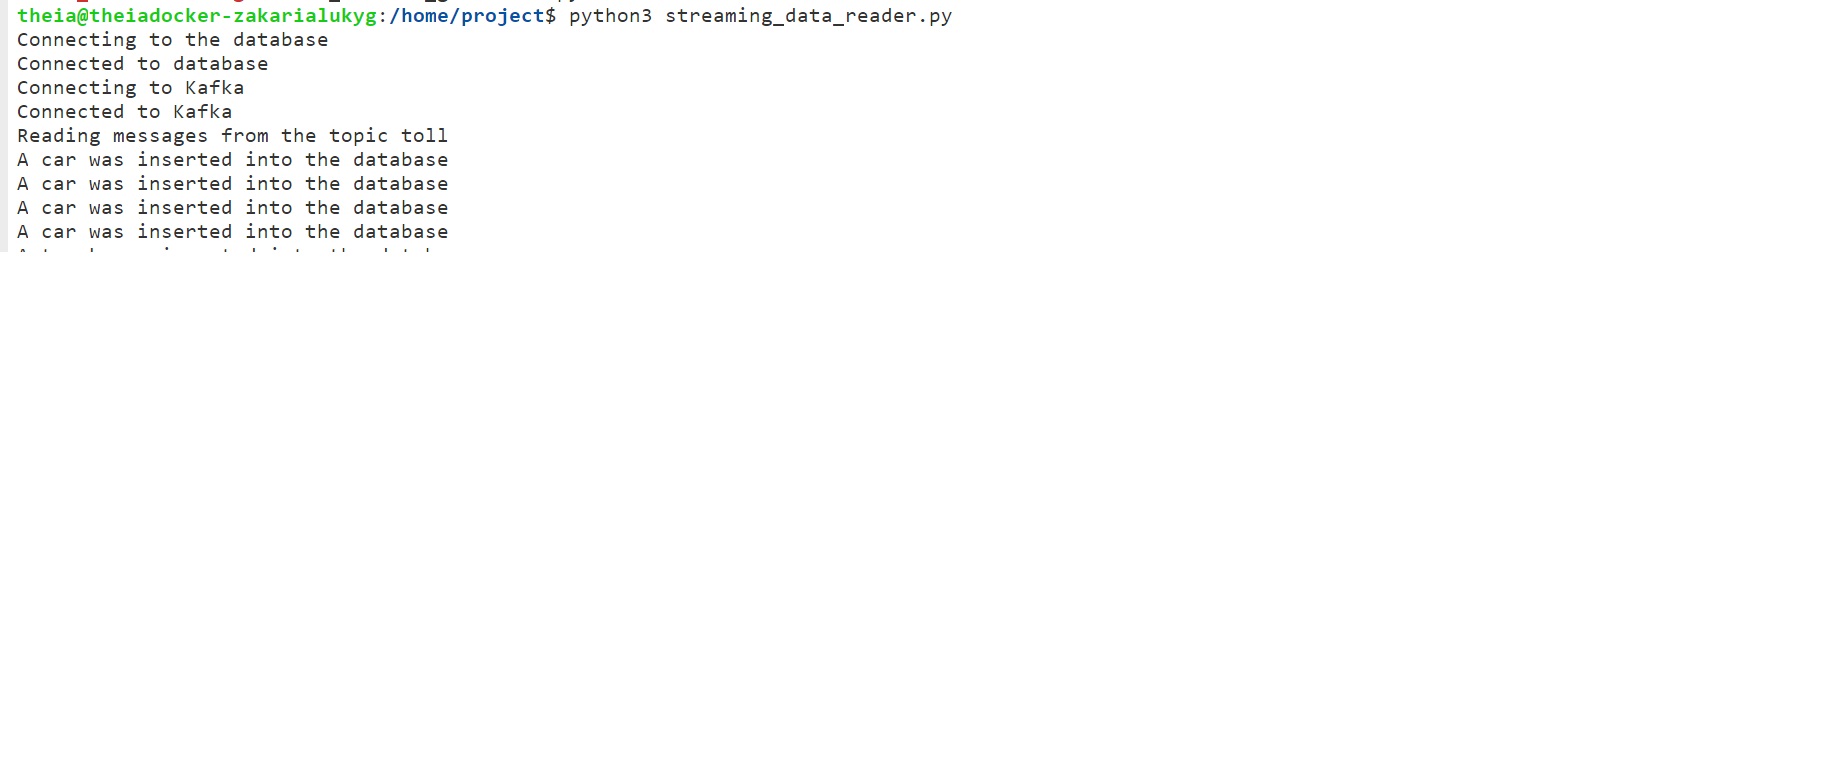 theia@theiadocker-zakarialukyg:/home/project$ python3 streaming_data_reader.py
Connecting to the database
Connected to database
Connecting to Kafka
Connected to Kafka
Reading messages from the topic toll
A car was inserted into the database
A car was inserted into the database
A car was inserted into the database
A car was inserted into the database